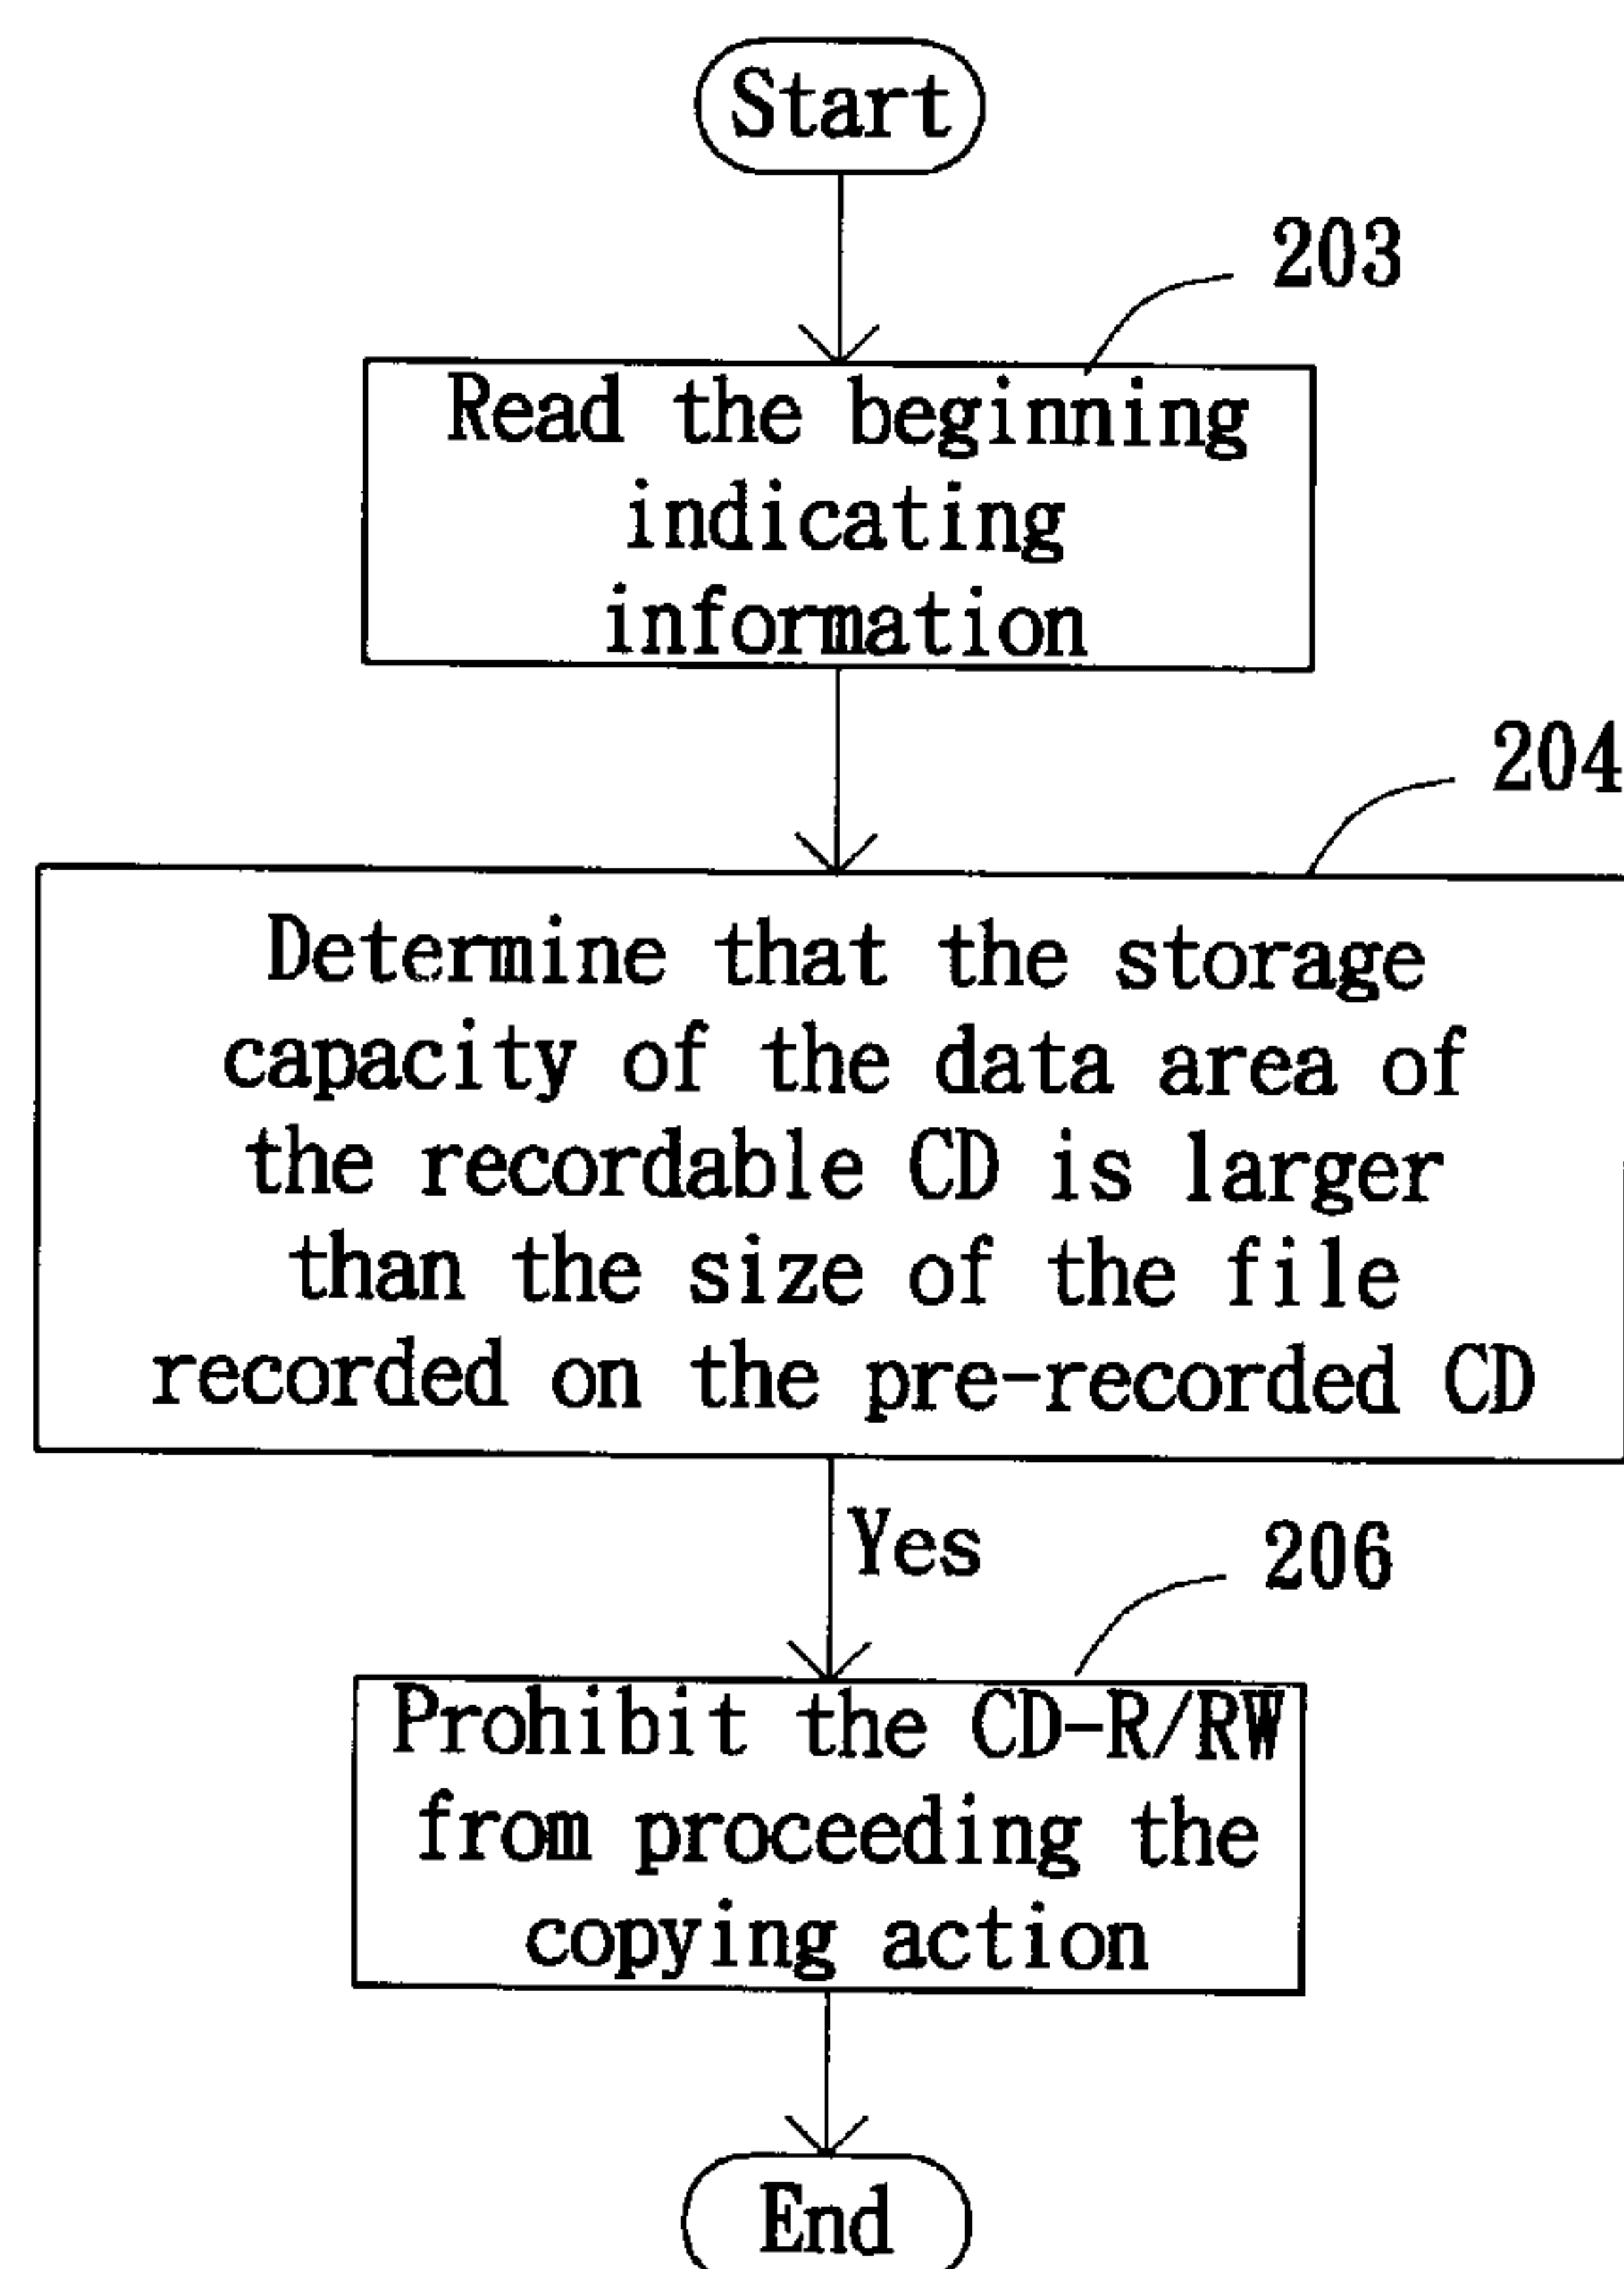 Start
203
Read the beginning
indicating
information
204
Determine that the storage
capacity of the data area of
the recordable CD is larger
than the size of the file
recorded on the pre-recorded CD
Yes
206
Prohibit the CD-R/RW
from proceeding the
copying action
End